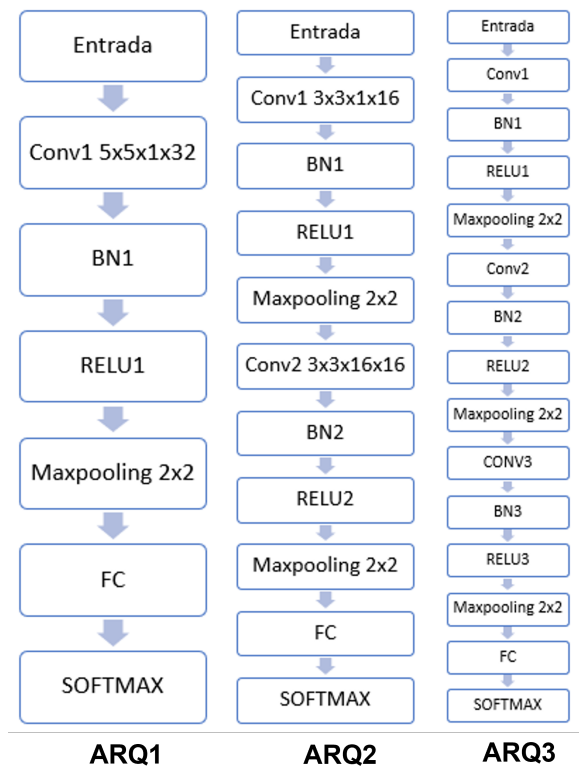 Entrada
Conv1 5x5x1x32
BN1
RELU1
Maxpooling 2x2
FC
SOFTMAX
ARQ1
Entrada
Conv1 3x3x1x16
BN1
RELU1
Maxpooling 2x2
Conv2 3x3x16x16
BN2
RELU2
Maxpooling 2x2
FC
SOFTMAX
ARQ2
Entrada
Conv1
BN1
RELU1
Maxpooling 2x2
Conv2
BN2
RELU2
Maxpooling 2x2
CONV3
BN3
RELU3
Maxpooling 2x2
FC
SOFTMAX
ARQ3